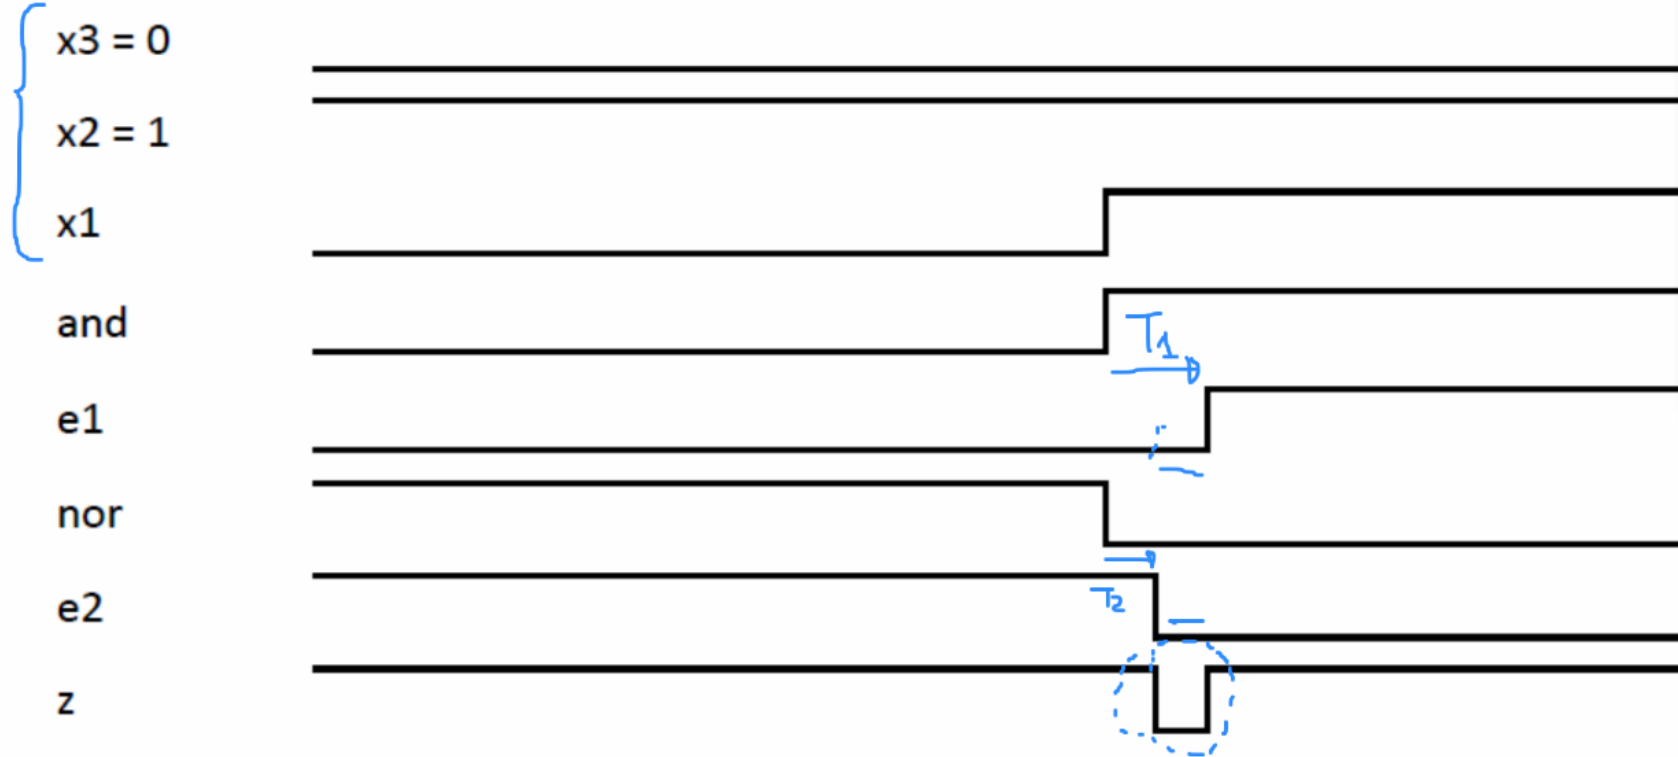 x3 = 0
x2 = 1
x1
and
T1
e1
nor
T2
e2
z